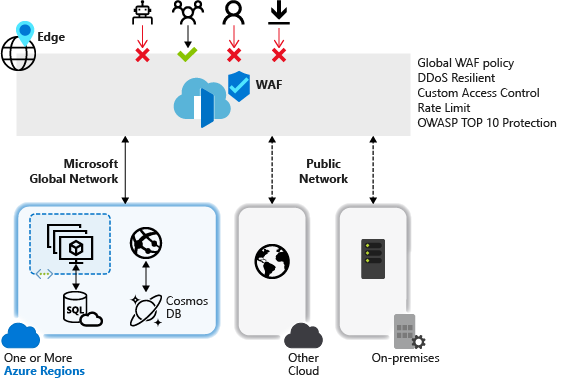 Edge
WAF
Global WAF policy
DDoS Resilient
Custom Access Control
Rate Limit
OWASP TOP 10 Protection
Microsoft
Global Network
Public
Network
SQL
Cosmos
DB
One or More
Azure Regions
Other
Cloud
On-premises